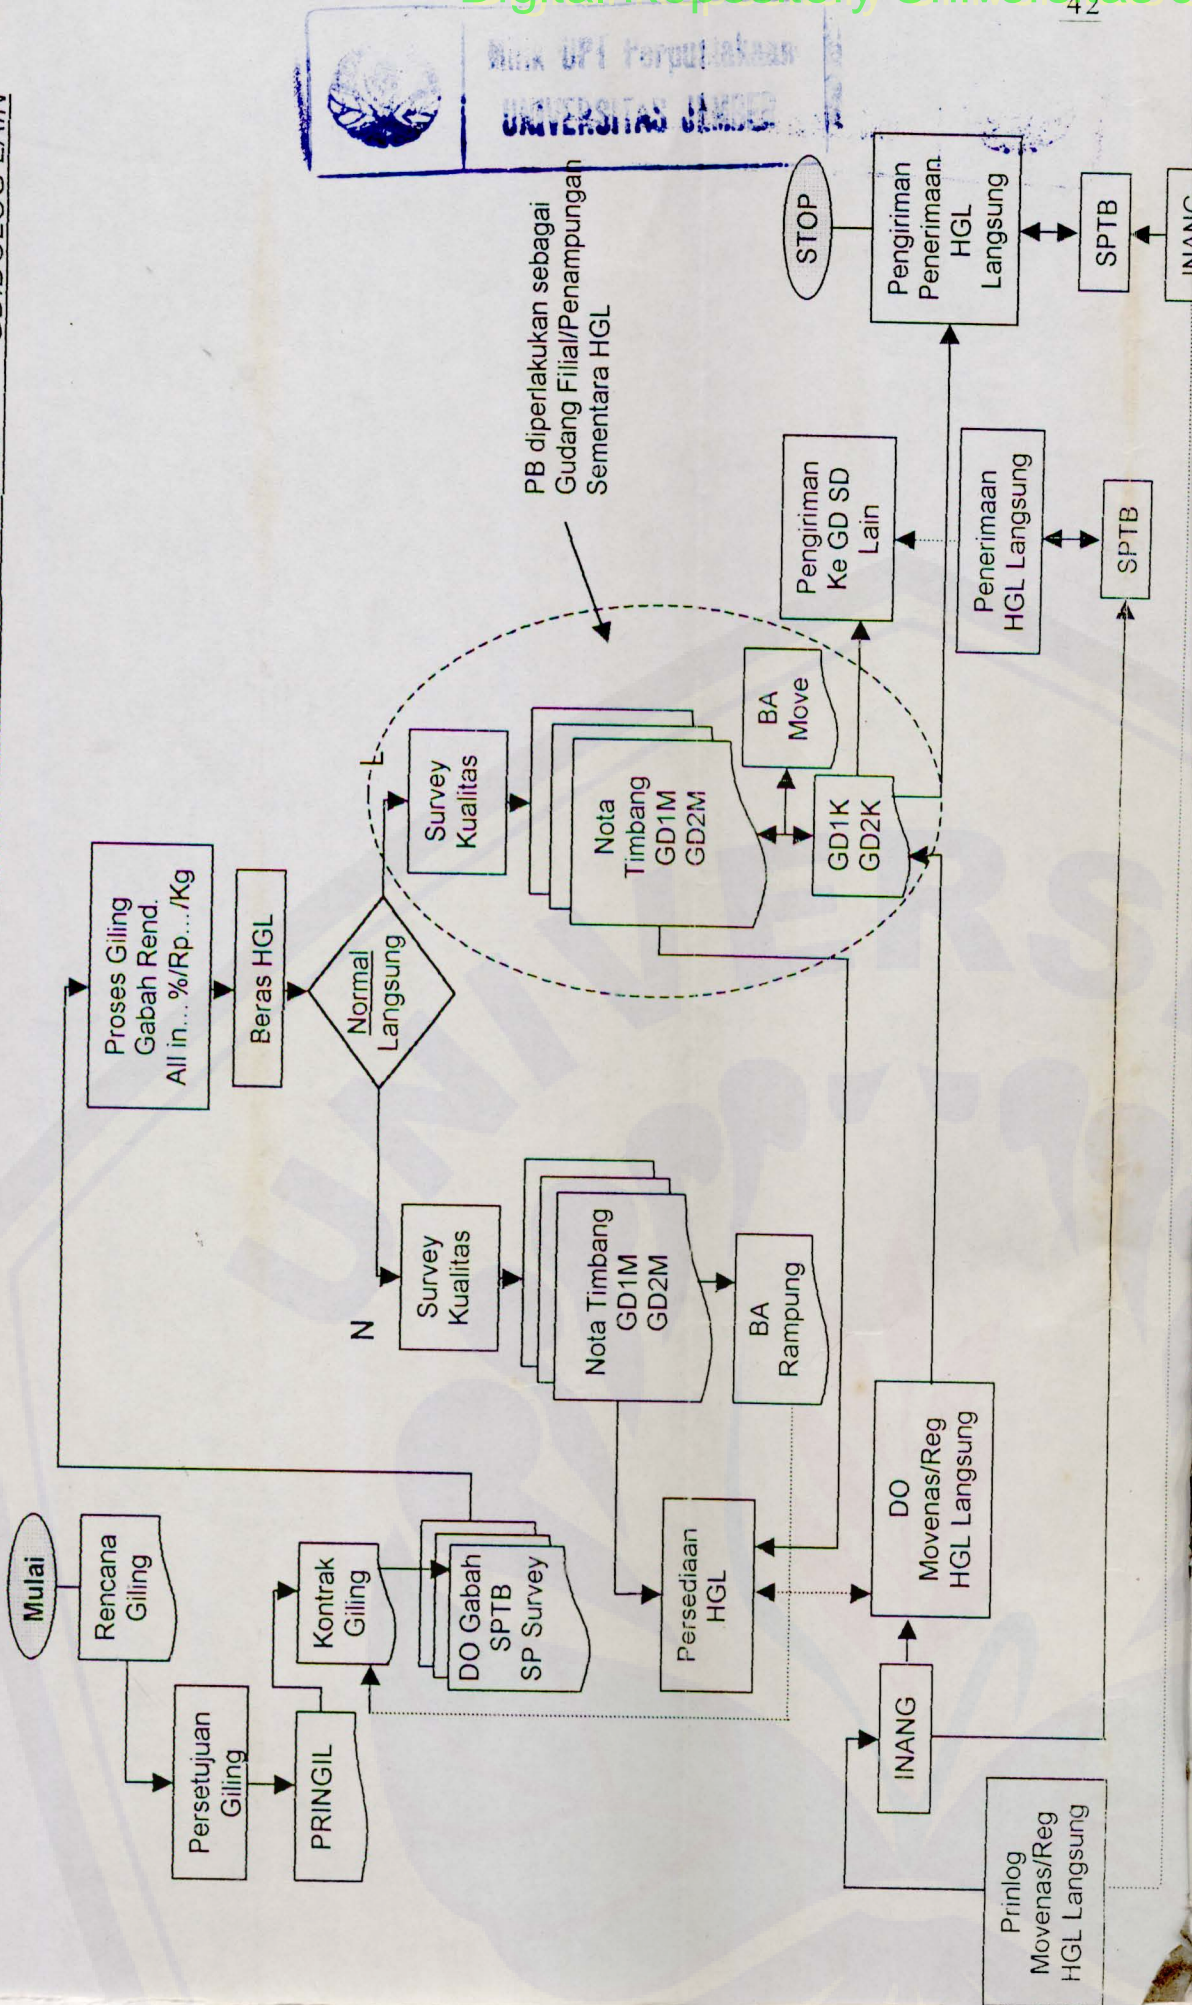 42
Milik UPT Perpustakaan
UNIVERSITAS JEMBER
Mulai
Rencana
Giling
Persetujuan
Giling
PRINGIL
Kontrak
Giling
DO Gabah
SPTB
SP Survey
Proses Giling
Gabah Rend.
All in... %/Rp.../Kg
Beras HGL
Normal
Langsung
N
L
Survey
Kualitas
Nota Timbang
GD1M
GD2M
BA
Rampung
Survey
Kualitas
Nota
Timbang
GD1M
GD2M
BA
Move
GD1K
GD2K
PB diperlakukan sebagai
Gudang Filial/Penampungan
Sementara HGL
Persediaan
HGL
Prinlog
Movenas/Reg
HGL Langsung
INANG
DO
Movenas/Reg
HGL Langsung
Pengiriman
Ke GD SD
Lain
Penerimaan
HGL Langsung
SPTB
STOP
Pengiriman
Penerimaan
HGL
Langsung
SPTB
INANG